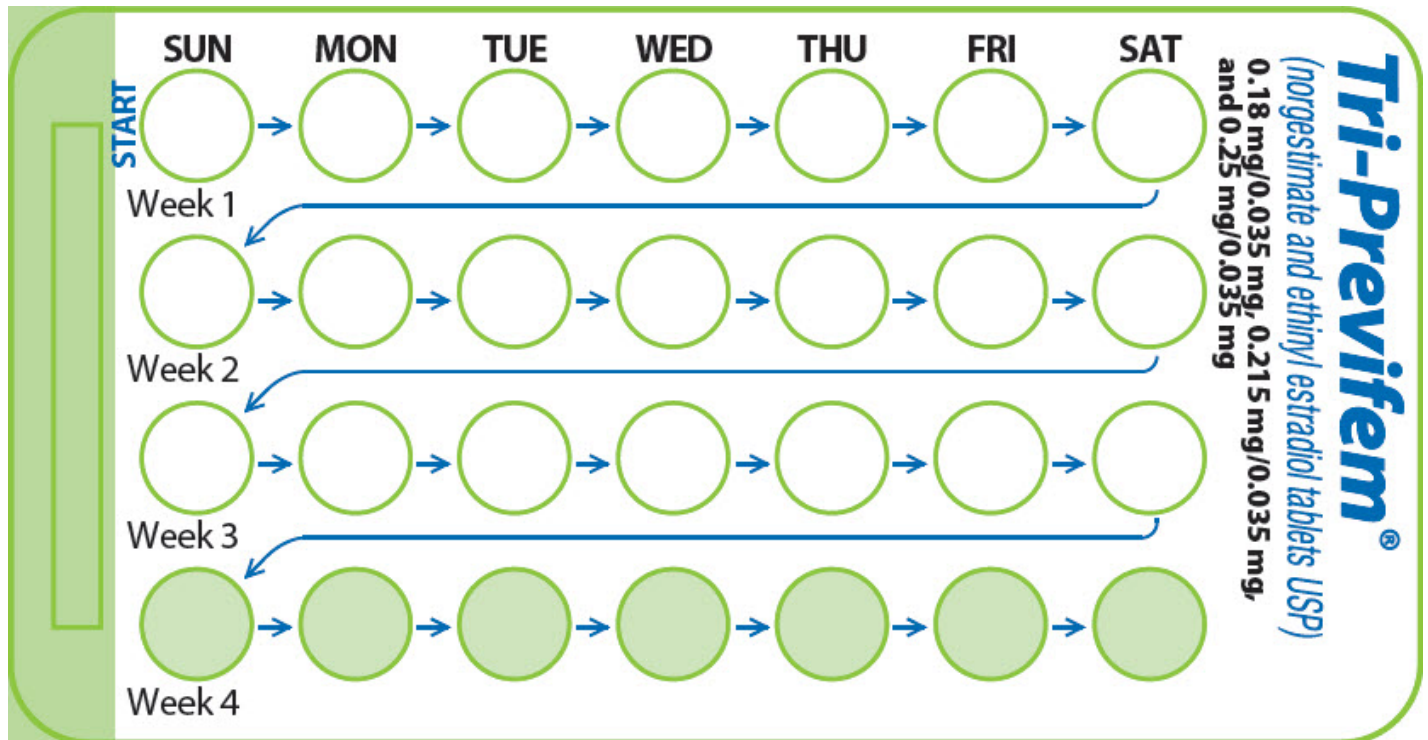 SUN MON TUE WED THU FRI SAT
START
Week 1
Week 2
Week 3
Week 4
Tri-Previfem®
(norgestimate and ethinyl estradiol tablets USP)
0.18 mg/0.035 mg, 0.215 mg/0.035 mg,
and 0.25 mg/0.035 mg